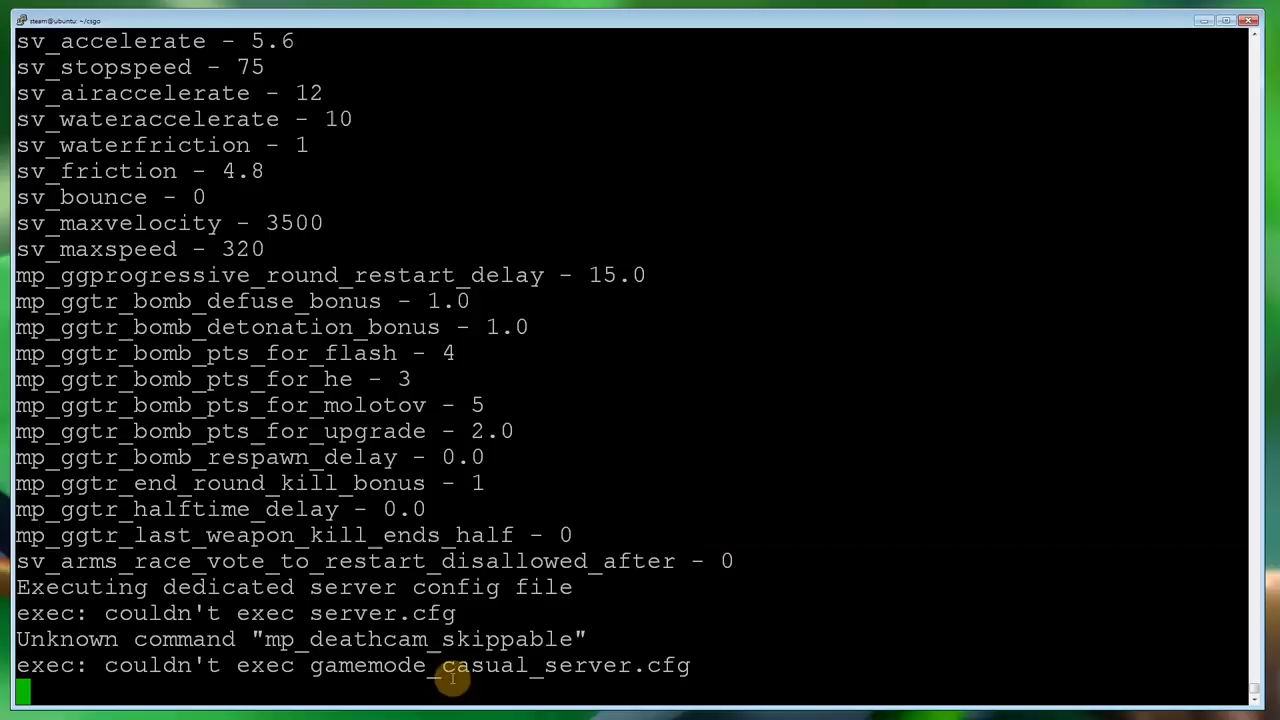 steam@ubuntu: ~/csgo
sv_accelerate - 5.6
sv_stopspeed - 75
sv_airaccelerate - 12
sv_wateraccelerate - 10
sv_waterfriction - 1
sv_friction - 4.8
sv_bounce - 0
sv_maxvelocity - 3500
sv_maxspeed - 320
mp_ggprogressive_round_restart_delay - 15.0
mp_ggtr_bomb_defuse_bonus - 1.0
mp_ggtr_bomb_detonation_bonus - 1.0
mp_ggtr_bomb_pts_for_flash - 4
mp_ggtr_bomb_pts_for_he - 3
mp_ggtr_bomb_pts_for_molotov - 5
mp_ggtr_bomb_pts_for_upgrade - 2.0
mp_ggtr_bomb_respawn_delay - 0.0
mp_ggtr_end_round_kill_bonus - 1
mp_ggtr_halftime_delay - 0.0
mp_ggtr_last_weapon_kill_ends_half - 0
sv_arms_race_vote_to_restart_disallowed_after - 0
Executing dedicated server config file
exec: couldn't exec server.cfg
Unknown command "mp_deathcam_skippable"
exec: couldn't exec gamemode_casual_server.cfg